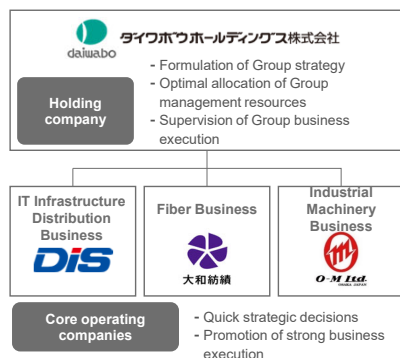 ダイワボウホールディングス株式会社
daiwabo
Holding
company
- Formulation of Group strategy
- Optimal allocation of Group
management resources
- Supervision of Group business
execution
IT Infrastructure
Distribution
Business
DiS
Fiber Business
大和紡績
Industrial
Machinery
Business
O-M Ltd.
OSAKA JAPAN
Core operating
companies
- Quick strategic decisions
- Promotion of strong business
execution